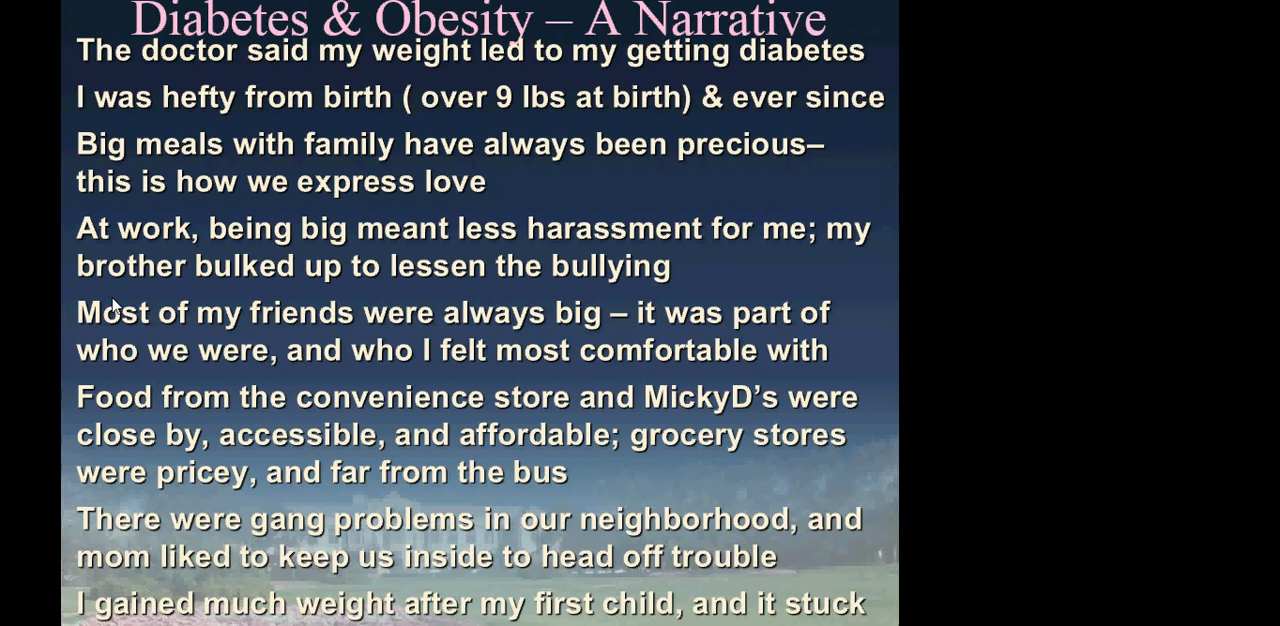 Diabetes & Obesity – A Narrative
The doctor said my weight led to my getting diabetes
I was hefty from birth ( over 9 lbs at birth) & ever since
Big meals with family have always been precious–
this is how we express love
At work, being big meant less harassment for me; my
brother bulked up to lessen the bullying
Most of my friends were always big – it was part of
who we were, and who I felt most comfortable with
Food from the convenience store and MickyD’s were
close by, accessible, and affordable; grocery stores
were pricey, and far from the bus
There were gang problems in our neighborhood, and
mom liked to keep us inside to head off trouble
I gained much weight after my first child, and it stuck